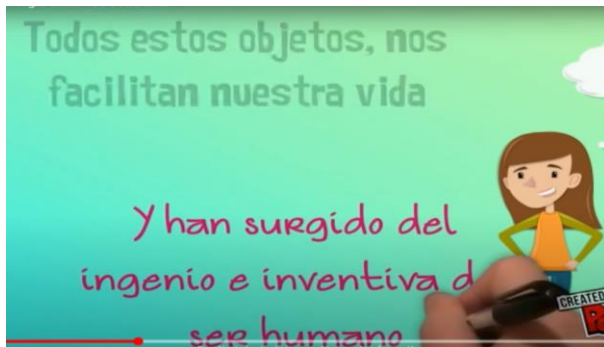 Todos estos objetos, nos
facilitan nuestra vida
Y han surgido del
ingenio e inventiva d
ser humano
CREATED